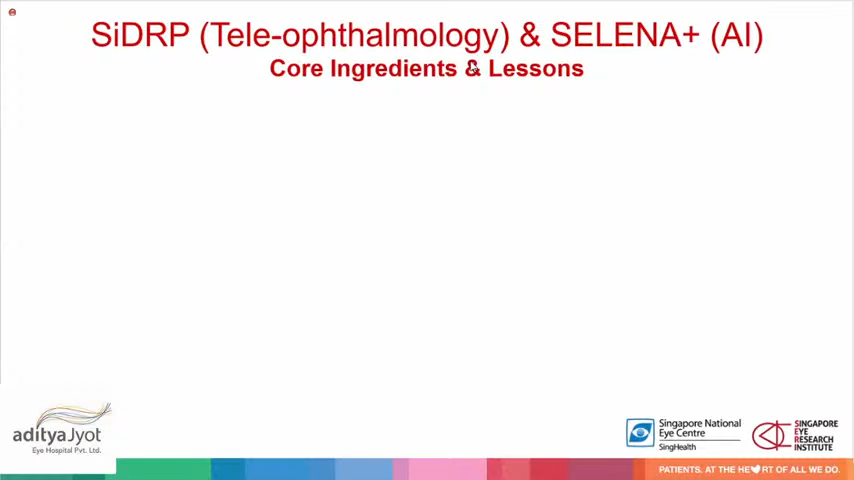 SiDRP (Tele-ophthalmology) & SELENA+ (AI)
Core Ingredients & Lessons
adityaJyot
Eye Hospital Pvt. Ltd.
Singapore National
Eye Centre
SingHealth
SINGAPORE
EYE
RESEARCH
INSTITUTE
PATIENTS. AT THE HE RT OF ALL WE DO.